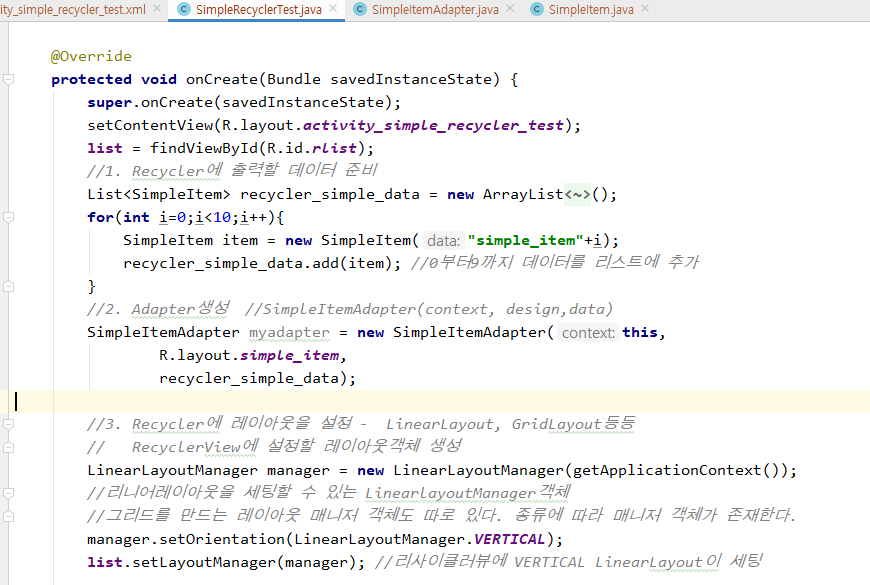 ity_simple_recycler_test.xml SimpleRecyclerTest.java SimpleItemAdapter.java SimpleItem.java
@Override
protected void onCreate(Bundle savedInstanceState) {
super.onCreate(savedInstanceState);
setContentView(R.layout.activity_simple_recycler_test);
list = findViewById(R.id.rlist);
//1. Recycler에 출력할 데이터 준비
List<SimpleItem> recycler_simple_data = new ArrayList<~>();
for(int i=0;i<10;i++){
SimpleItem item = new SimpleItem( data: "simple_item"+i);
recycler_simple_data.add(item); //0부터9까지 데이터를 리스트에 추가
}
//2. Adapter생성 //SimpleItemAdapter(context, design,data)
SimpleItemAdapter myadapter = new SimpleItemAdapter( context: this,
R.layout.simple_item,
recycler_simple_data);
//3. Recycler에 레이아웃을 설정 - LinearLayout, GridLayout등등
// RecyclerView에 설정할 레이아웃객체 생성
LinearLayoutManager manager = new LinearLayoutManager(getApplicationContext());
//리니어레이아웃을 세팅할 수 있는 LinearlayoutManager객체
//그리드를 만드는 레이아웃 매니저 객체도 따로 있다. 종류에 따라 매니저 객체가 존재한다.
manager.setOrientation(LinearLayoutManager.VERTICAL);
list.setLayoutManager(manager); //리사이클러뷰에 VERTICAL LinearLayout이 세팅